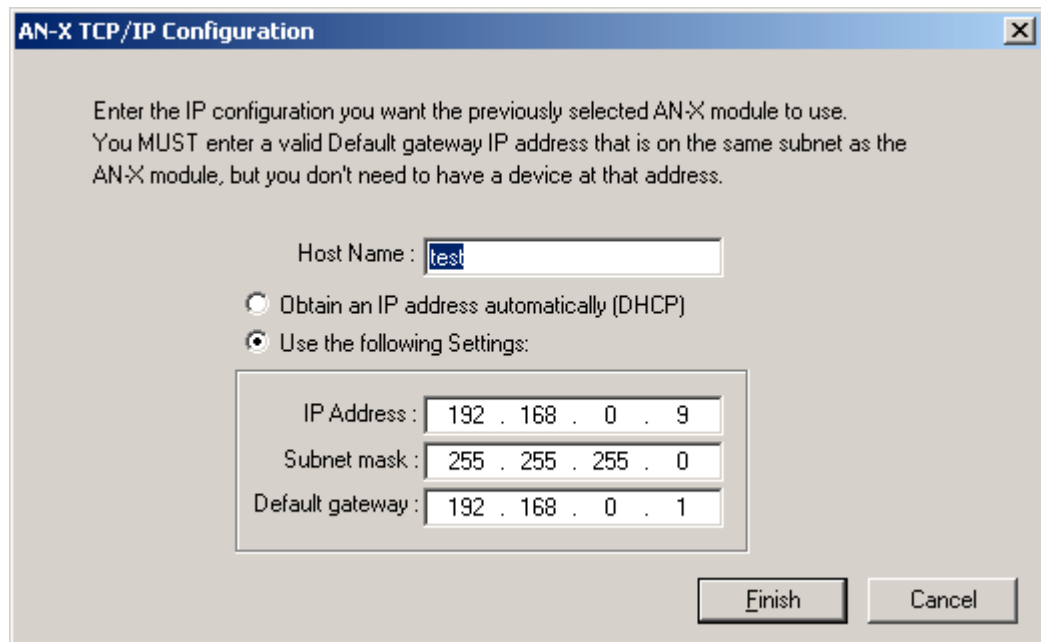 AN-X TCP/IP Configuration
Enter the IP configuration you want the previously selected AN-X module to use.
You MUST enter a valid Default gateway IP address that is on the same subnet as the
AN-X module, but you don't need to have a device at that address.
Host Name : test
Obtain an IP address automatically (DHCP)
Use the following Settings:
IP Address : 192 . 168 . 0 . 9
Subnet mask : 255 . 255 . 255 . 0
Default gateway : 192 . 168 . 0 . 1
Finish Cancel